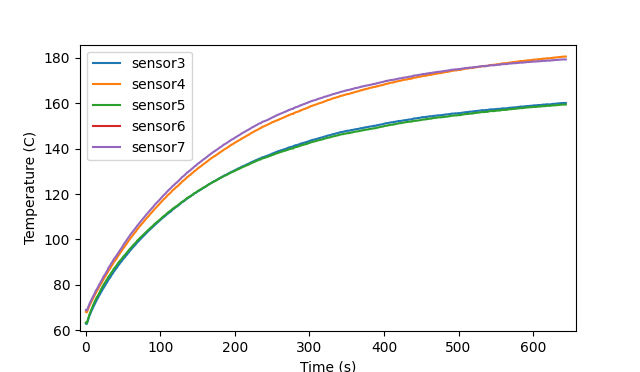 180
160
140
120
100
80
60
Temperature (C)
sensor3
sensor4
sensor5
sensor6
sensor7
0 100 200 300 400 500 600
Time (s)